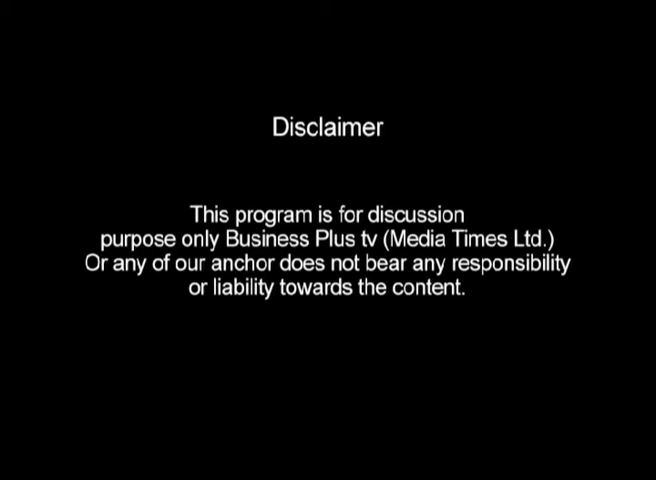 Disclaimer
This program is for discussion
purpose only Business Plus tv (Media Times Ltd.)
Or any of our anchor does not bear any responsibility
or liability towards the content.